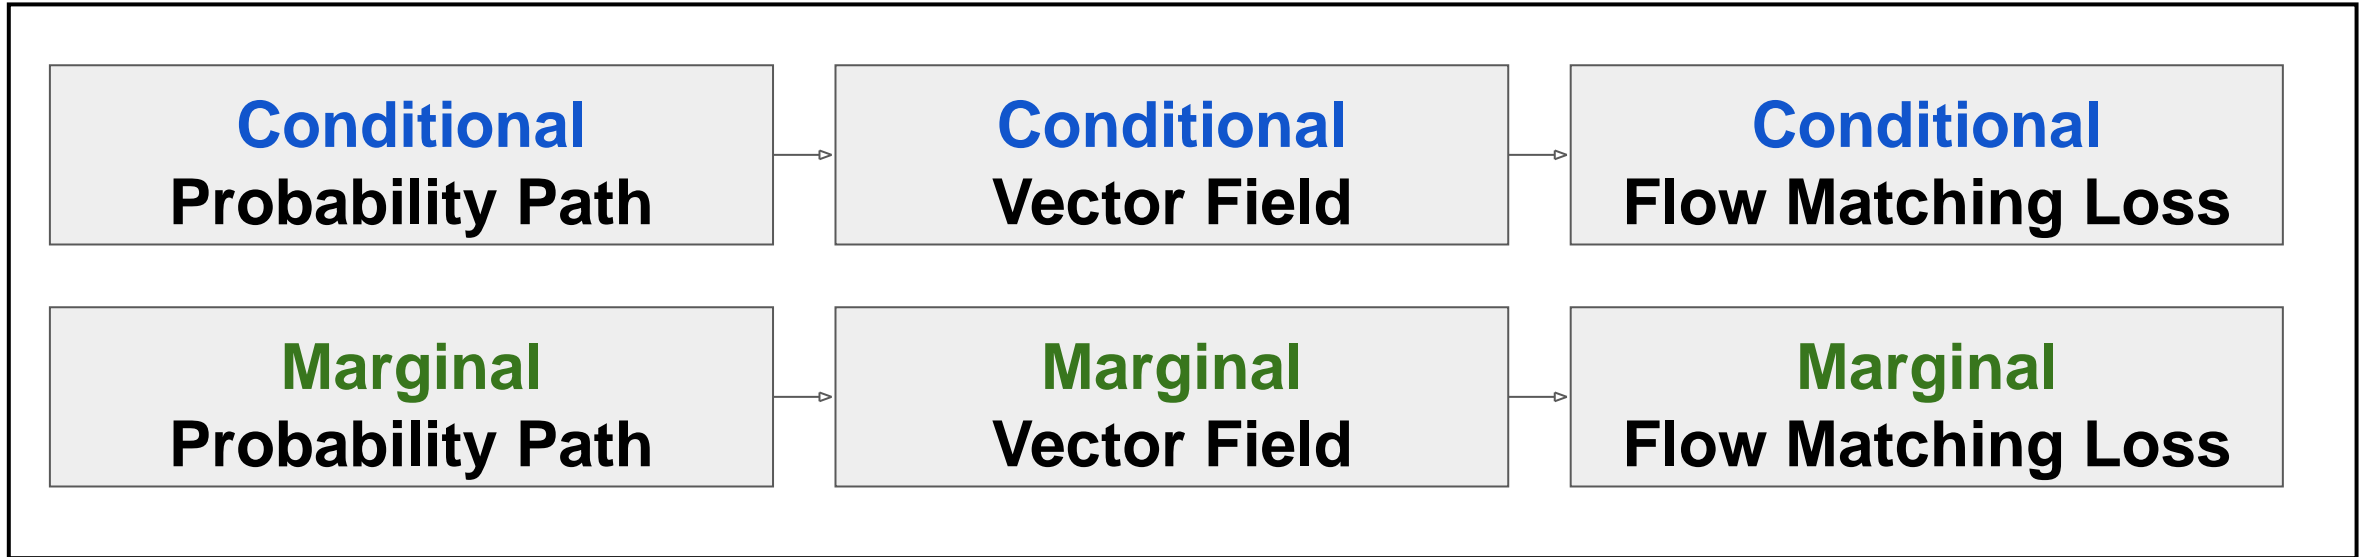 Conditional
Probability Path
Conditional
Vector Field
Conditional
Flow Matching Loss
Marginal
Probability Path
Marginal
Vector Field
Marginal
Flow Matching Loss